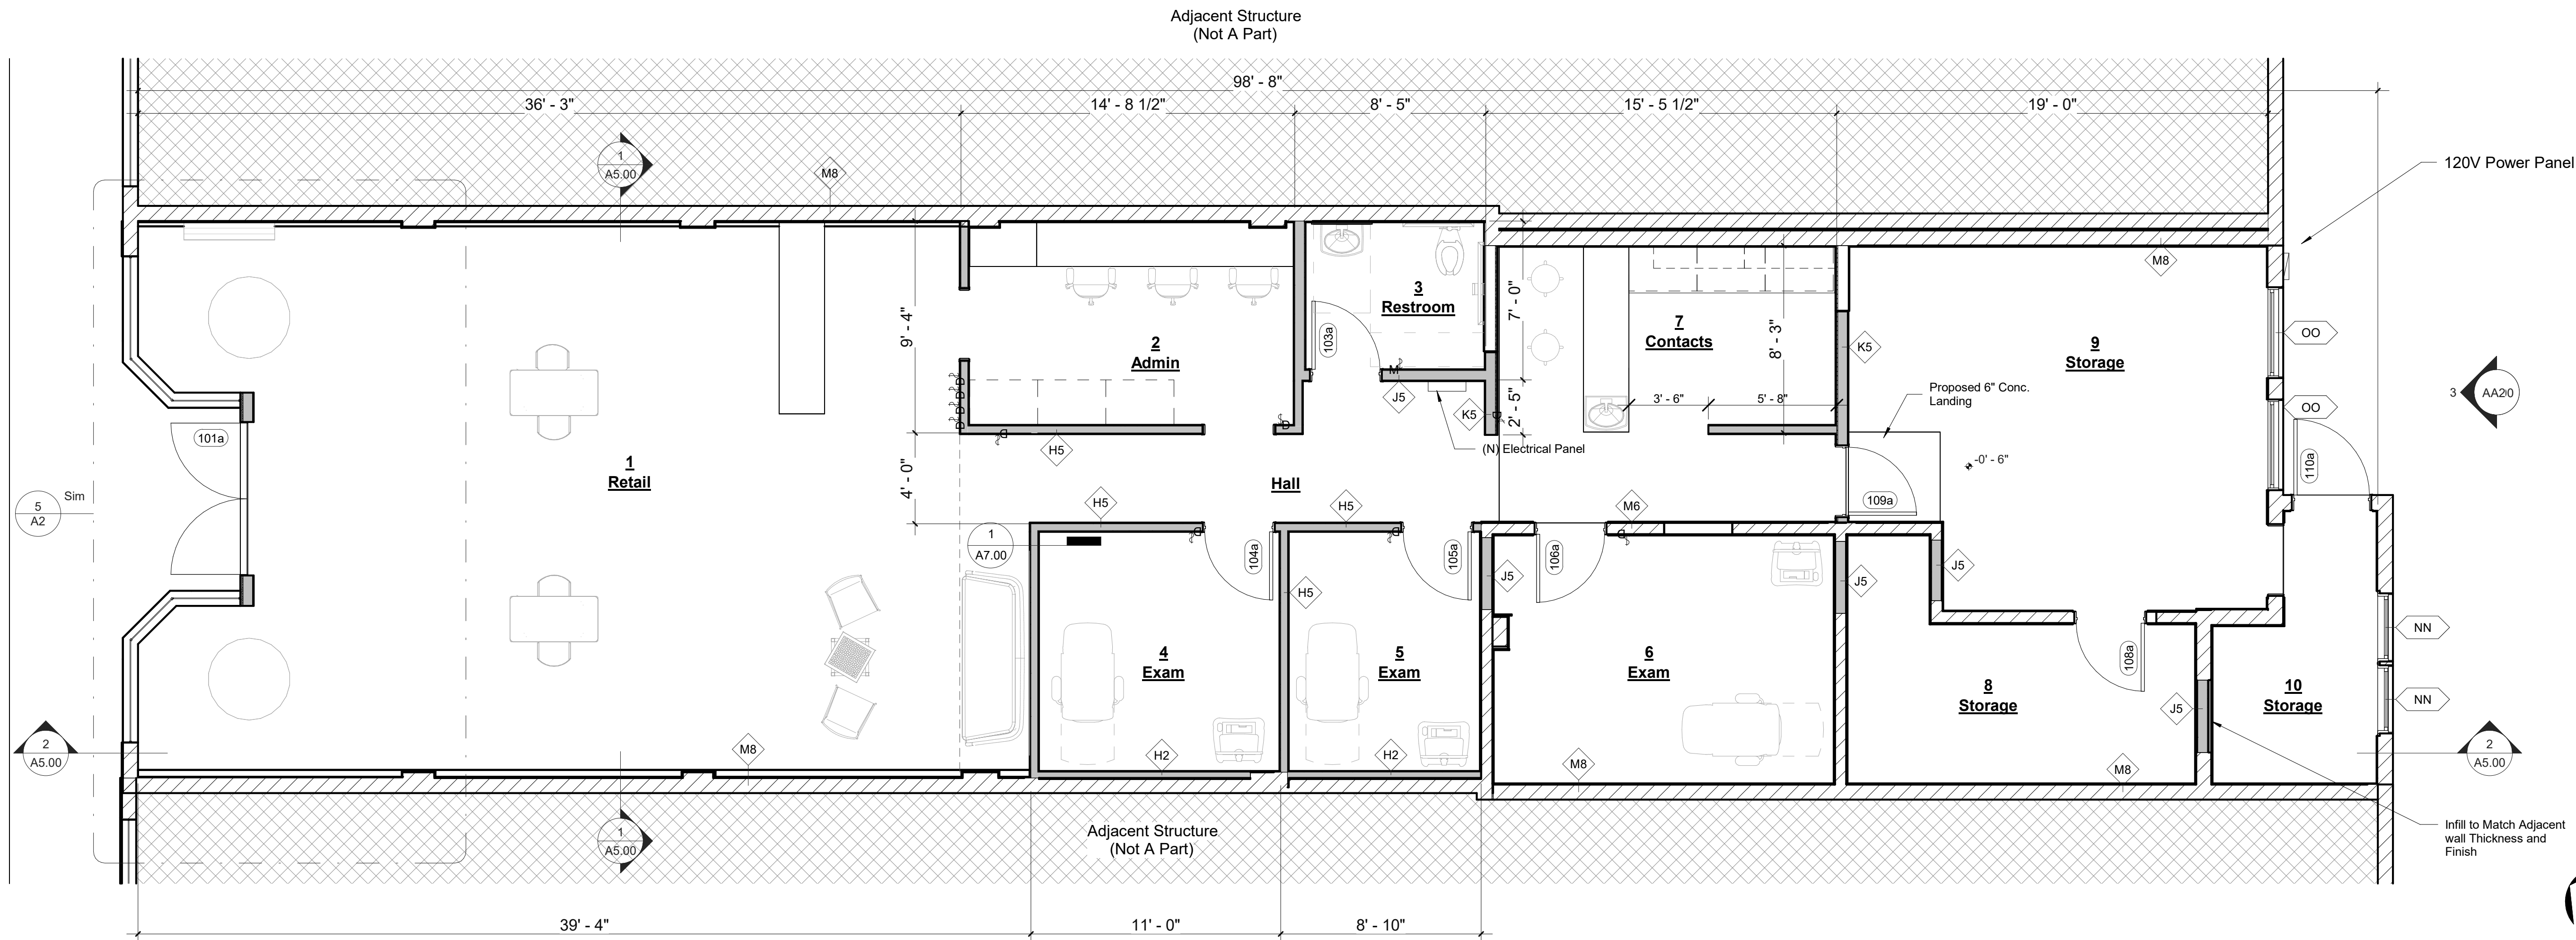 Adjacent Structure
(Not A Part)
98' - 8"
36' - 3"
14' - 8 1/2"
8' - 5"
15' - 5 1/2"
19' - 0"
1
A5.00
M8
120V Power Panel
M8
9' - 4"
2
Admin
3
Restroom
103a
7' - 0"
7
Contacts
8' - 3"
K5
9
Storage
OO
OO
3
AA20
Proposed 6" Conc.
Landing
3' - 6"
5' - 8"
J5
K5
2' - 5"
(N) Electrical Panel
101a
1
Retail
H5
-0' - 6"
110a
5
A2
Sim
4' - 0"
Hall
H5
H5
M6
109a
1
A7.00
104a
105a
106a
J5
J5
J5
H5
4
Exam
5
Exam
6
Exam
8
Storage
108a
10
Storage
NN
NN
J5
2
A5.00
M8
H2
H2
M8
M8
2
A5.00
1
A5.00
Adjacent Structure
(Not A Part)
Infill to Match Adjacent
wall Thickness and
Finish
39' - 4"
11' - 0"
8' - 10"